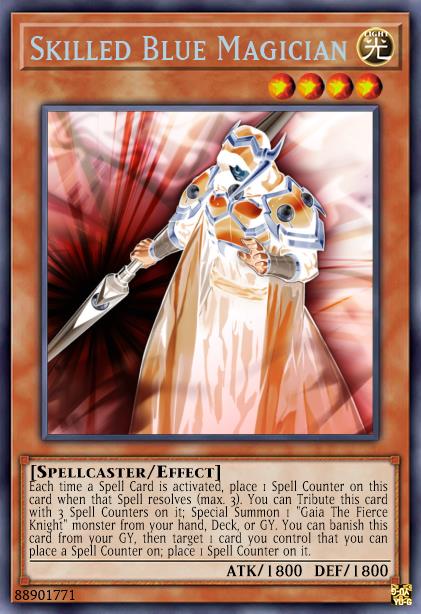 Skilled Blue Magician
LIGHT
光
[Spellcaster/Effect]
Each time a Spell Card is activated, place 1 Spell Counter on this
card when that Spell resolves (max. 3). You can Tribute this card
with 3 Spell Counters on it; Special Summon 1 "Gaia The Fierce
Knight" monster from your hand, Deck, or GY. You can banish this
card from your GY, then target 1 card you control that you can
place a Spell Counter on; place 1 Spell Counter on it.
ATK/1800 DEF/1800
88901771